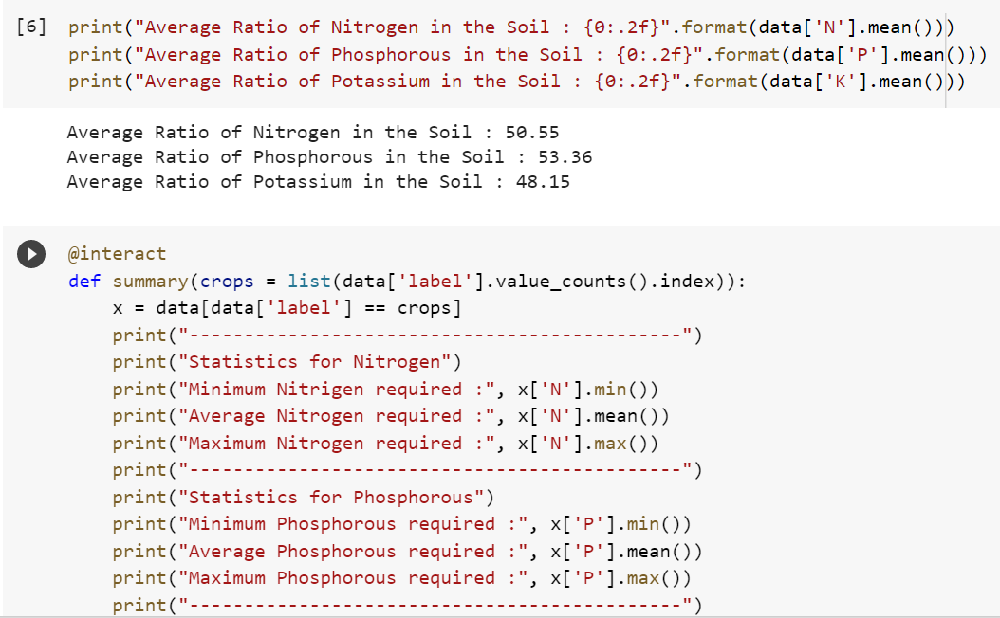 [6] print("Average Ratio of Nitrogen in the Soil : {0:.2f}".format(data['N'].mean()))
print("Average Ratio of Phosphorous in the Soil : {0:.2f}".format(data['P'].mean()))
print("Average Ratio of Potassium in the Soil : {0:.2f}".format(data['K'].mean()))
Average Ratio of Nitrogen in the Soil : 50.55
Average Ratio of Phosphorous in the Soil : 53.36
Average Ratio of Potassium in the Soil : 48.15
@interact
def summary(crops = list(data['label'].value_counts().index)):
    x = data[data['label'] == crops]
    print("---------------------------------------------")
    print("Statistics for Nitrogen")
    print("Minimum Nitrigen required :", x['N'].min())
    print("Average Nitrogen required :", x['N'].mean())
    print("Maximum Nitrogen required :", x['N'].max())
    print("---------------------------------------------")
    print("Statistics for Phosphorous")
    print("Minimum Phosphorous required :", x['P'].min())
    print("Average Phosphorous required :", x['P'].mean())
    print("Maximum Phosphorous required :", x['P'].max())
    print("---------------------------------------------")